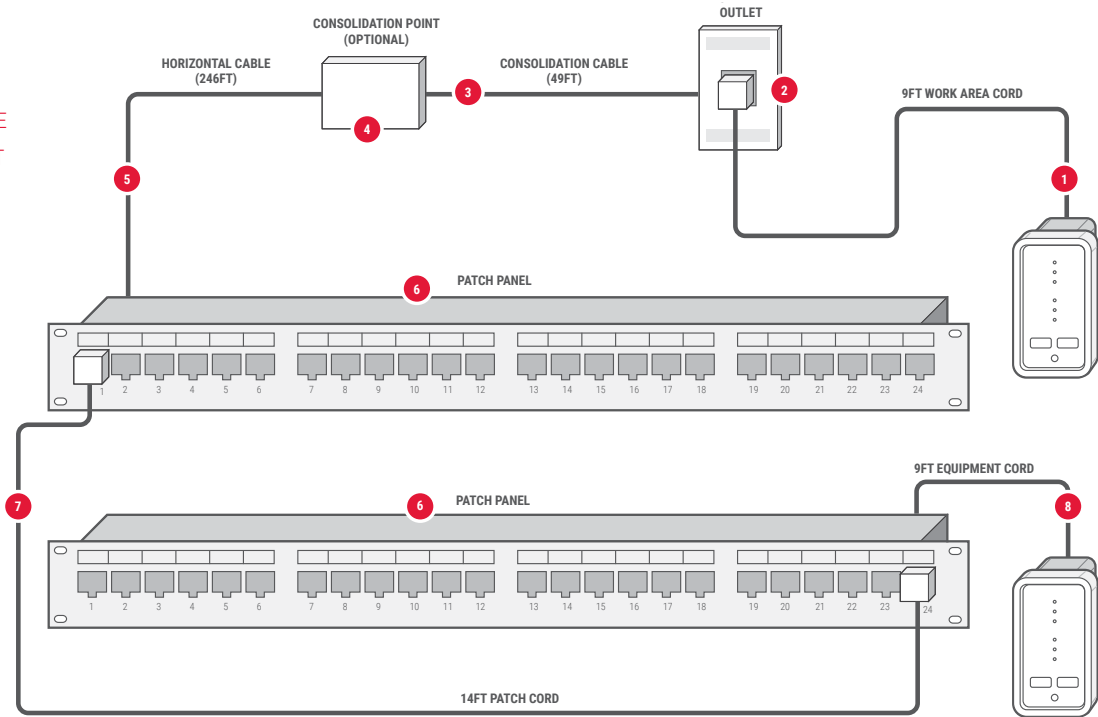 OUTLET
CONSOLIDATION POINT
(OPTIONAL)
HORIZONTAL CABLE
(246FT)
CONSOLIDATION CABLE
(49FT)
9FT WORK AREA CORD
3
2
4
5
1
E
PATCH PANEL
6
1 2 3 4 5 6 7 8 9 10 11 12 13 14 15 16 17 18 19 20 21 22 23 24
9FT EQUIPMENT CORD
7
PATCH PANEL
6
8
1 2 3 4 5 6 7 8 9 10 11 12 13 14 15 16 17 18 19 20 21 22 23 24
14FT PATCH CORD